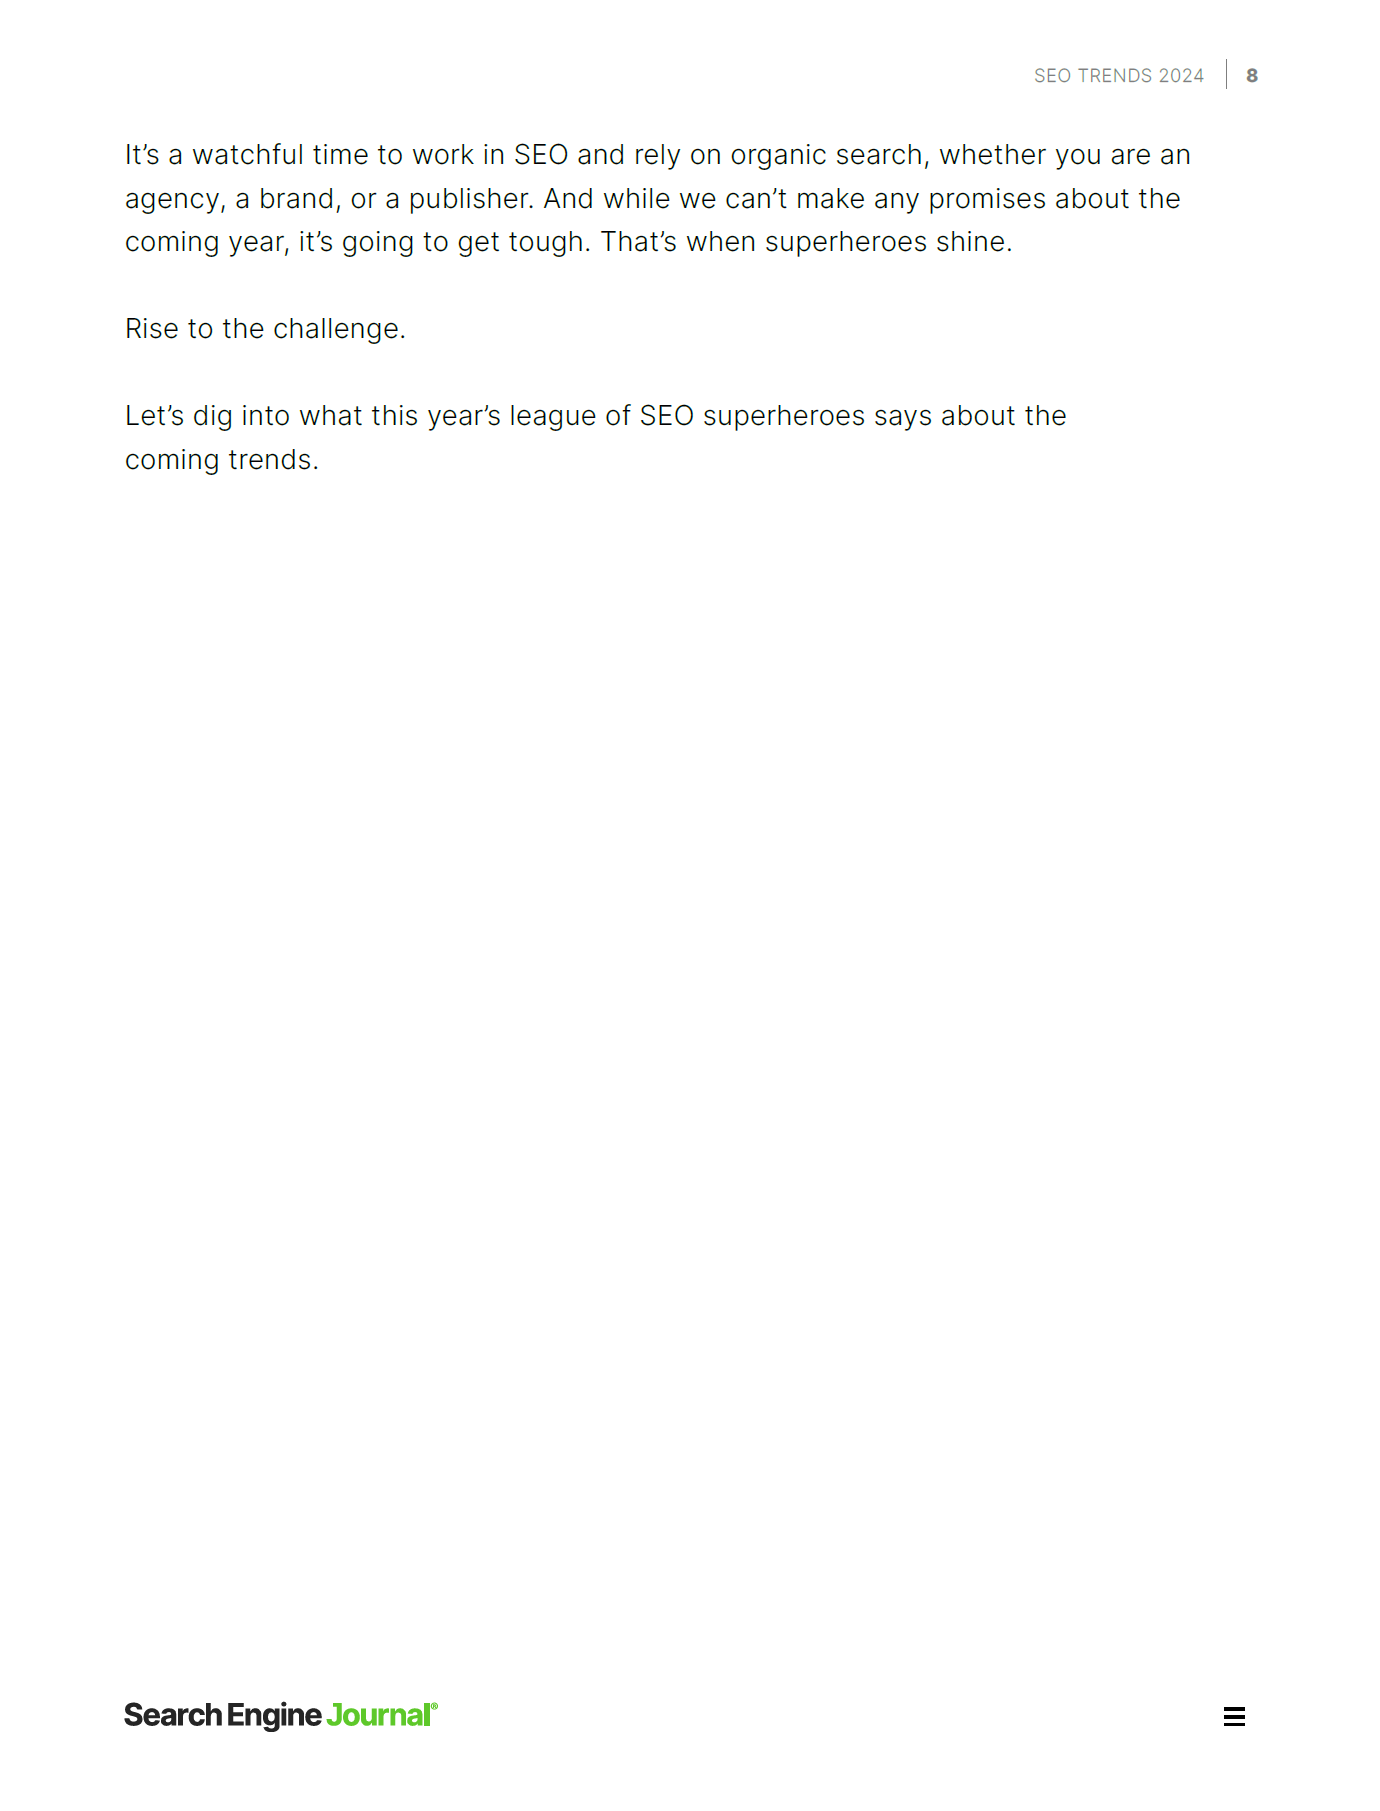 SEO TRENDS 2024 | 8
It’s a watchful time to work in SEO and rely on organic search, whether you are an
agency, a brand, or a publisher. And while we can’t make any promises about the
coming year, it’s going to get tough. That’s when superheroes shine.
Rise to the challenge.
Let’s dig into what this year’s league of SEO superheroes says about the
coming trends.
Search Engine Journal®